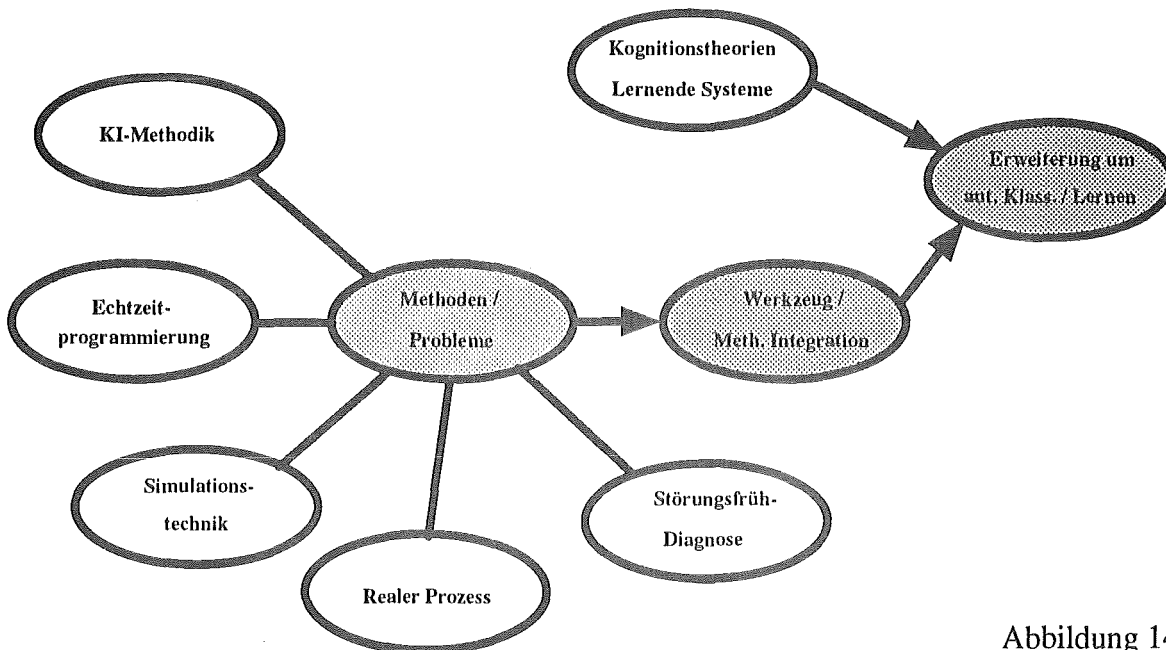 Kognitionstheorien
Lernende Systeme
KI-Methodik
Erweiterung um
aut. Klass. / Lernen
Echtzeit-
programmierung
Methoden /
Probleme
Werkzeug /
Meth. Integration
Simulations-
technik
Störungsfrüh-
Diagnose
Realer Prozess
Abbildung 14